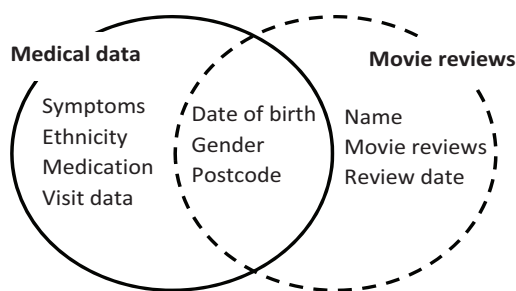 Medical data
Movie reviews
Symptoms
Ethnicity
Medication
Visit data
Date of birth
Gender
Postcode
Name
Movie reviews
Review date